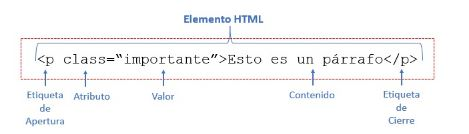 Elemento HTML
<p class=“importante”>Esto es un párrafo</p>
Etiqueta de Apertura
Atributo
Valor
Contenido
Etiqueta de Cierre